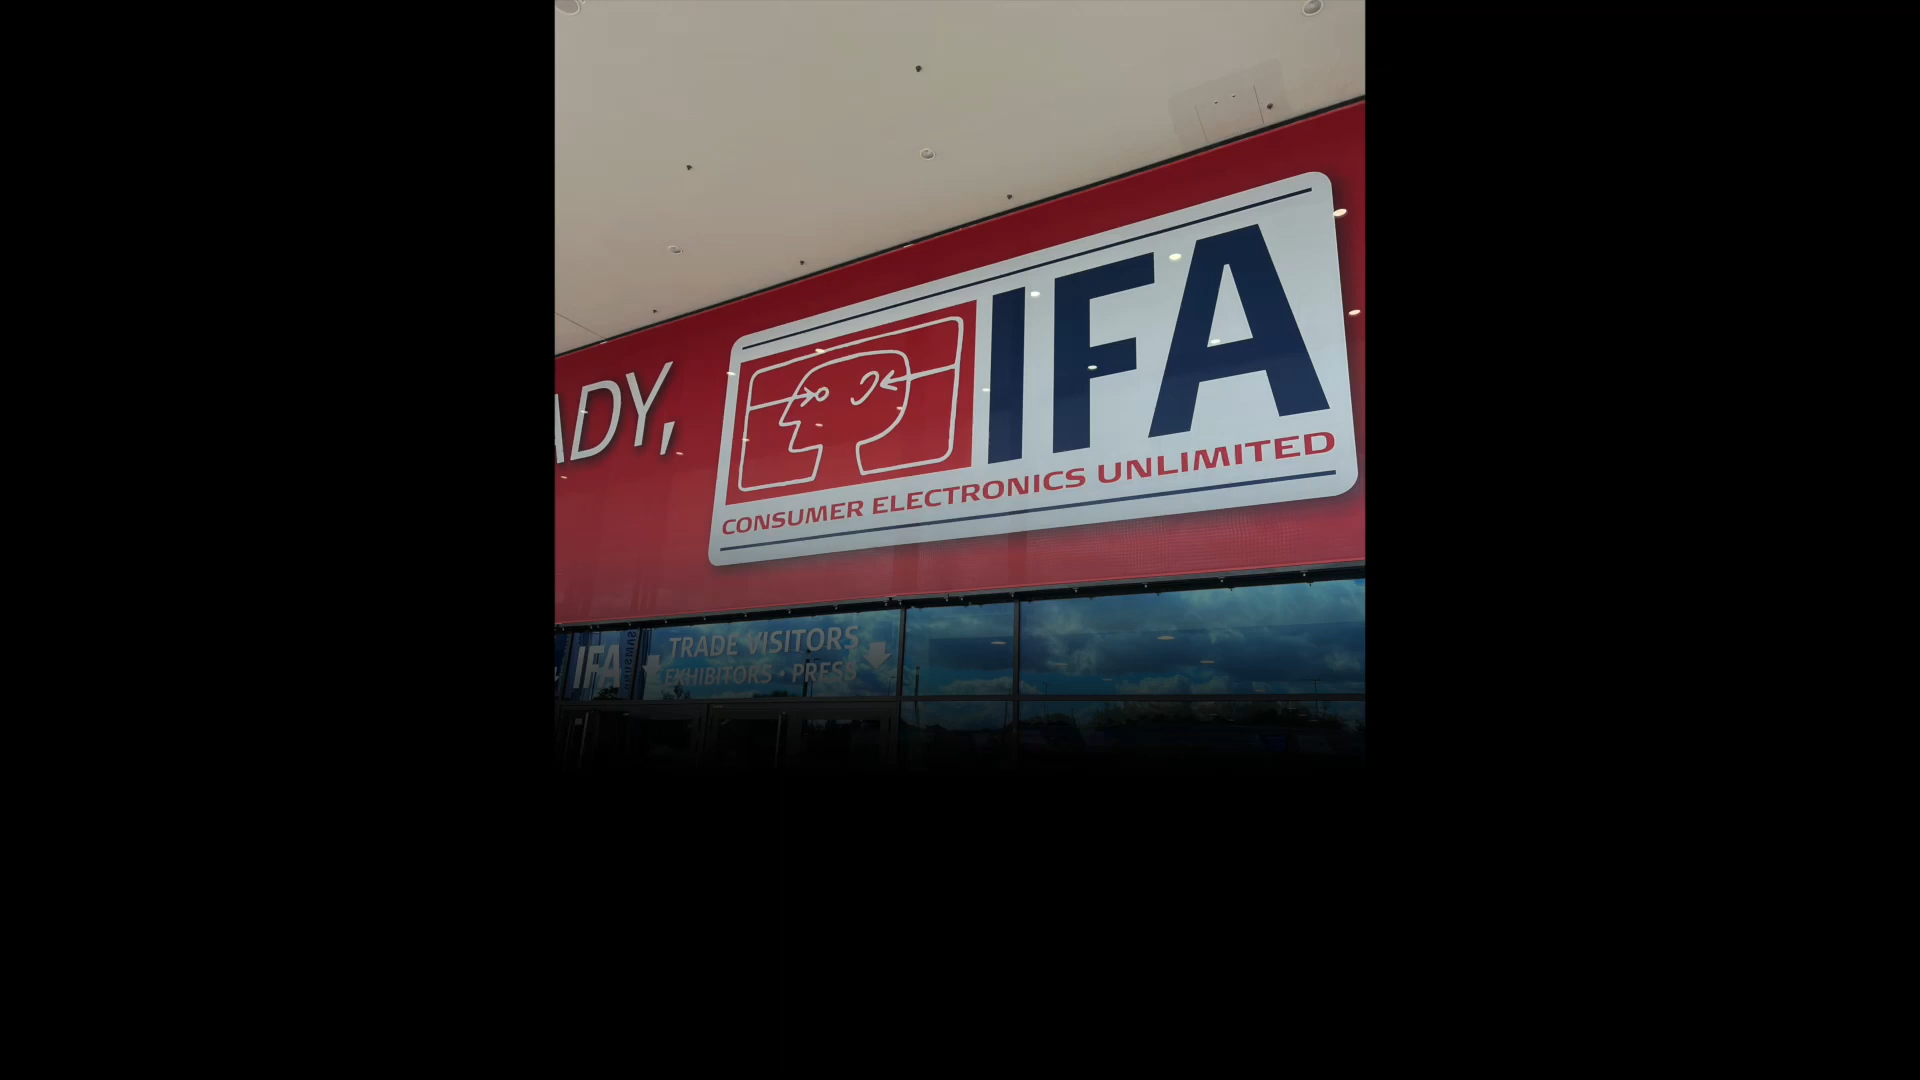 ADY,
IFA
CONSUMER ELECTRONICS UNLIMITED
IFA
TRADE VISITORS
EXHIBITORS · PRESS